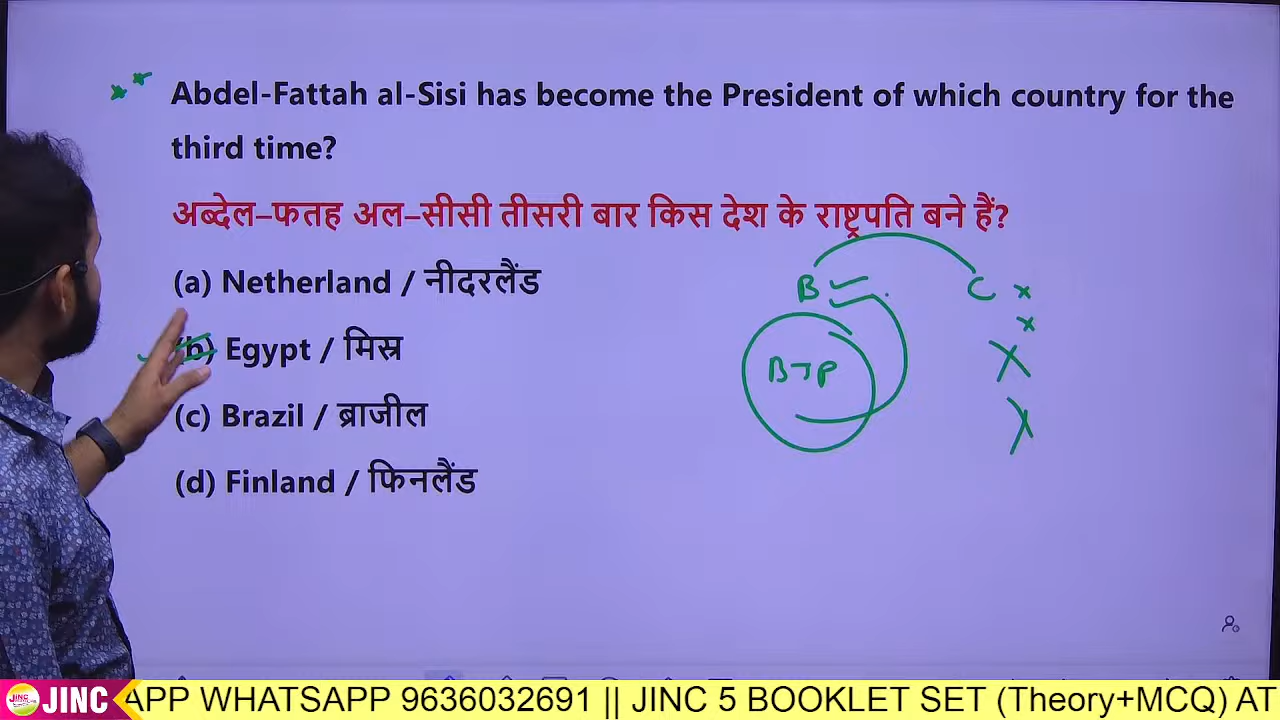 Abdel-Fattah al-Sisi has become the President of which country for the
third time?
अब्देल–फतह अल–सीसी तीसरी बार किस देश के राष्ट्रपति बने हैं?
(a) Netherland / नीदरलैंड
(b) Egypt / मिस्र
(c) Brazil / ब्राजील
(d) Finland / फिनलैंड
B C
BJP
JINC APP WHATSAPP 9636032691 || JINC 5 BOOKLET SET (Theory+MCQ) AT